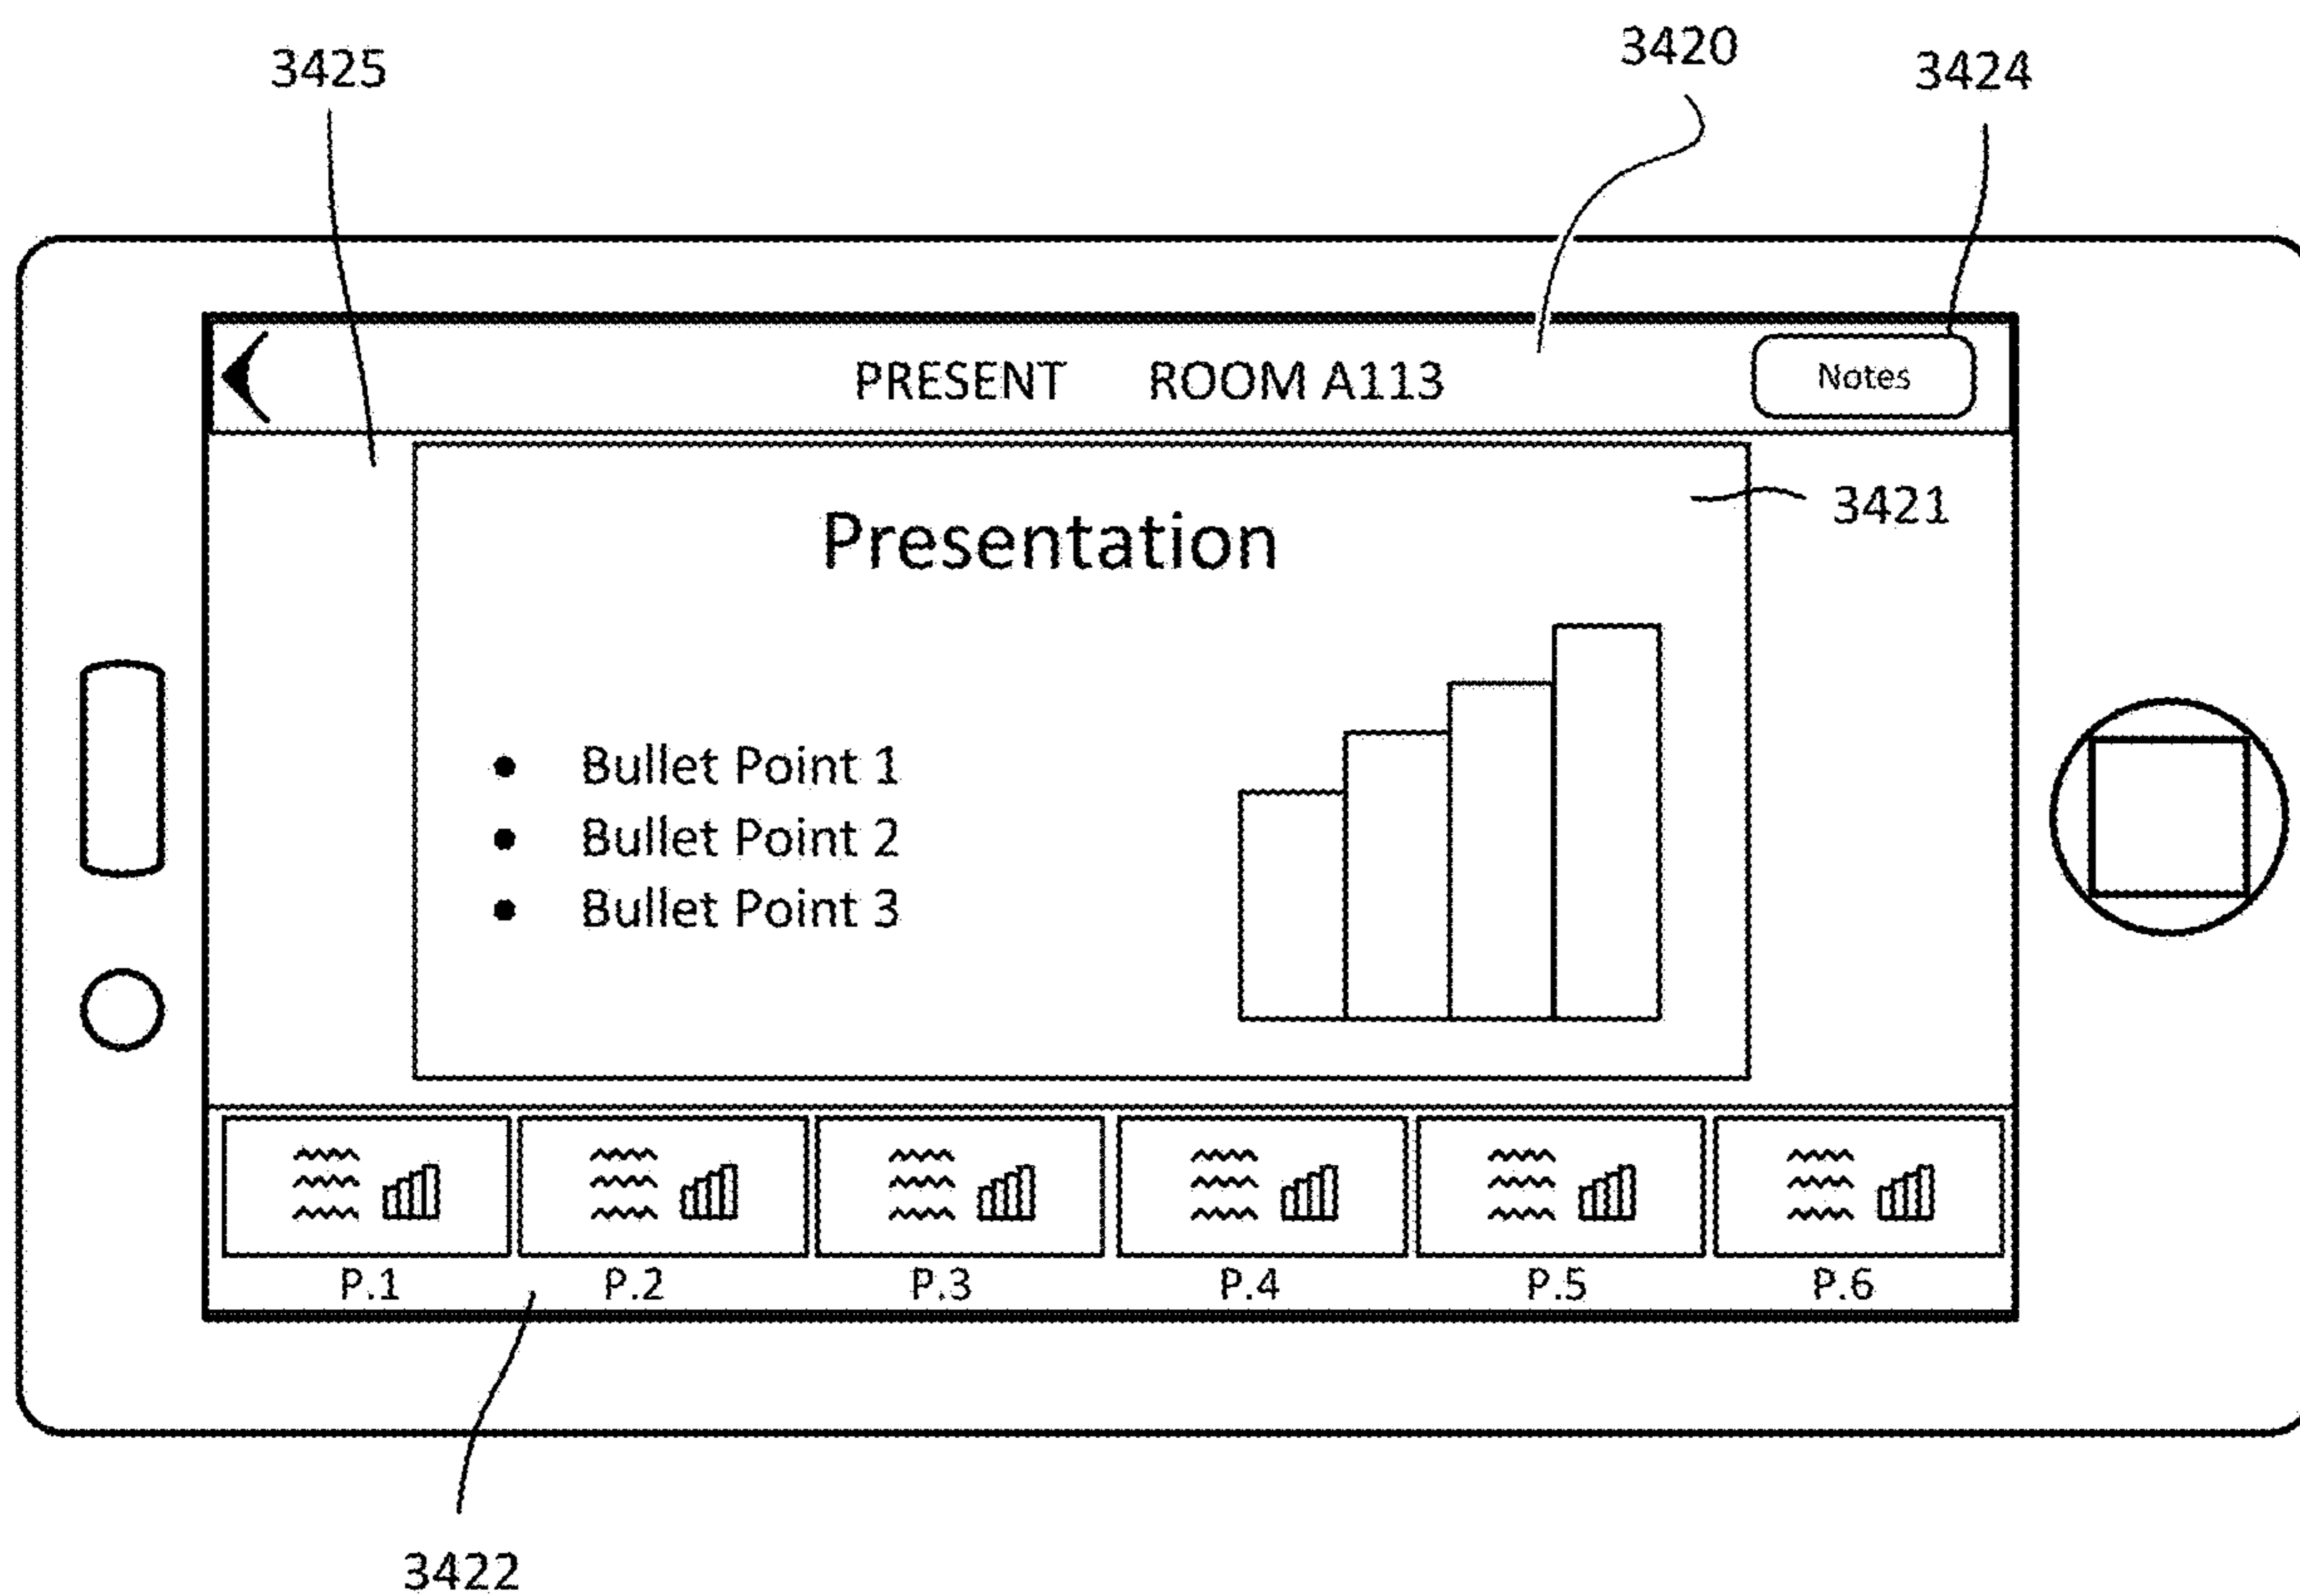 3425
3420
3424
PRESENT ROOM A113
Notes
3421
Presentation
• Bullet Point 1
• Bullet Point 2
• Bullet Point 3
P.1 P.2 P.3 P.4 P.5 P.6
3422